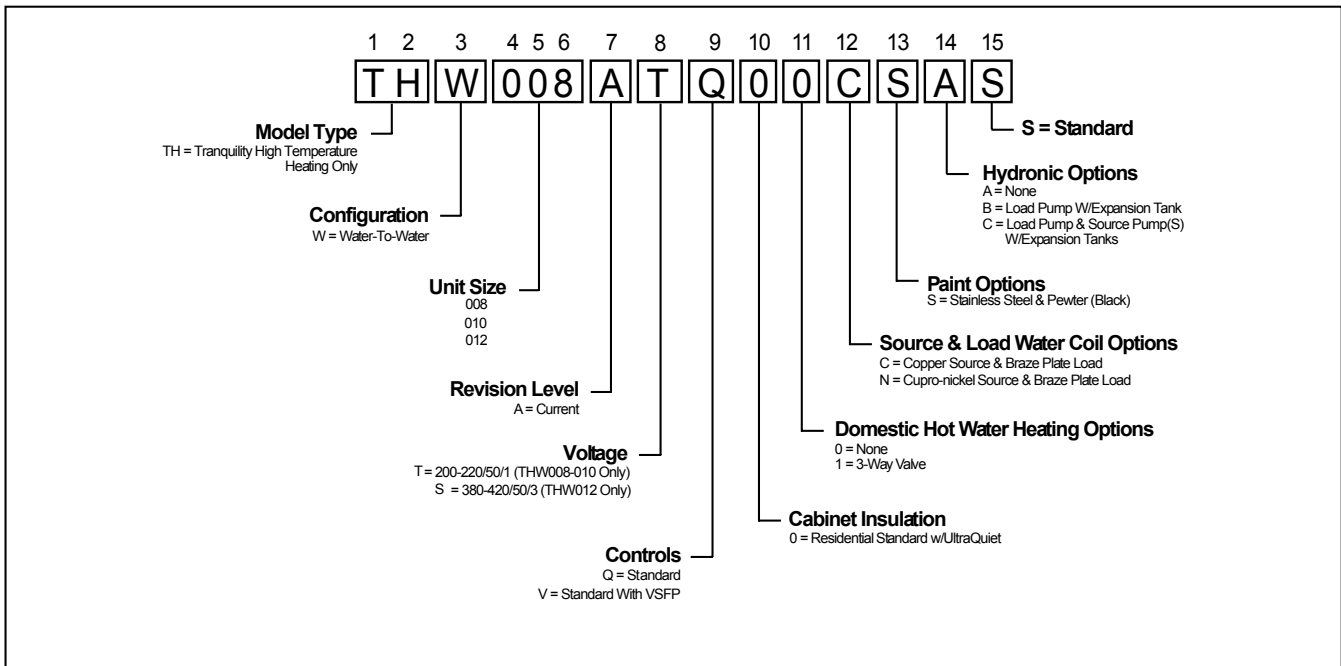 1 2 3 4 5 6 7 8 9 10 11 12 13 14 15
T H W 0 0 8 A T Q 0 0 C S A S
Model Type
TH = Tranquility High Temperature
Heating Only
Configuration
W = Water-To-Water
Unit Size
008
010
012
Revision Level
A = Current
Voltage
T = 200-220/50/1 (THW008-010 Only)
S = 380-420/50/3 (THW012 Only)
Controls
Q = Standard
V = Standard With VSFP
S = Standard
Hydronic Options
A = None
B = Load Pump W/Expansion Tank
C = Load Pump & Source Pump(S)
W/Expansion Tanks
Paint Options
S = Stainless Steel & Pewter (Black)
Source & Load Water Coil Options
C = Copper Source & Braze Plate Load
N = Cupro-nickel Source & Braze Plate Load
Domestic Hot Water Heating Options
0 = None
1 = 3-Way Valve
Cabinet Insulation
0 = Residential Standard w/UltraQuiet